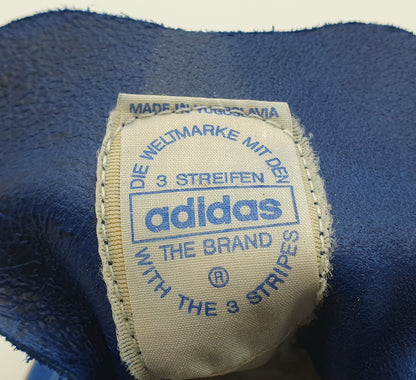 MADE IN YUGOSLAVIA
DIE WELTMARKE MIT DEN
3 STREIFEN
adidas
THE BRAND
®
WITH THE 3 STRIPES